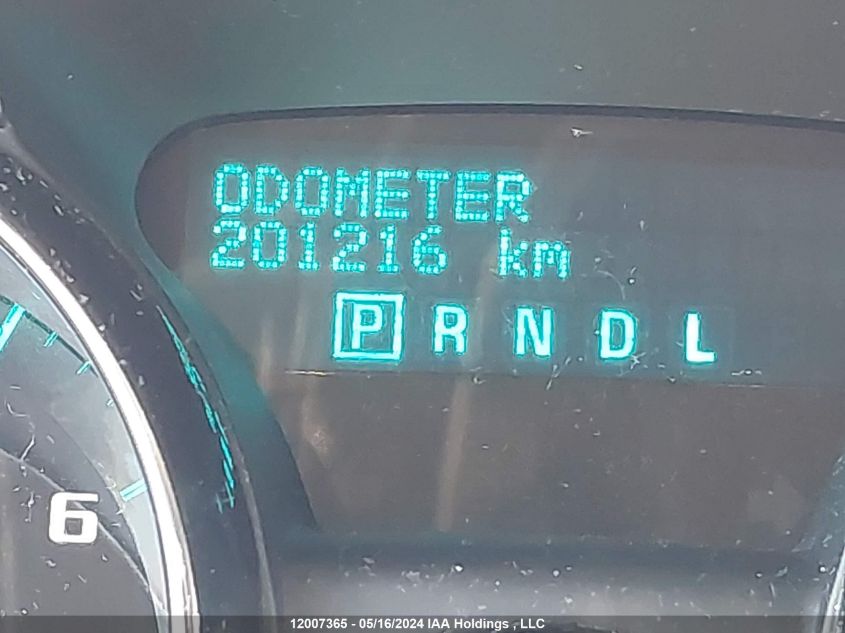 ODOMETER
201216 km
P R N D L
6
12007365 - 05/16/2024 IAA Holdings , LLC